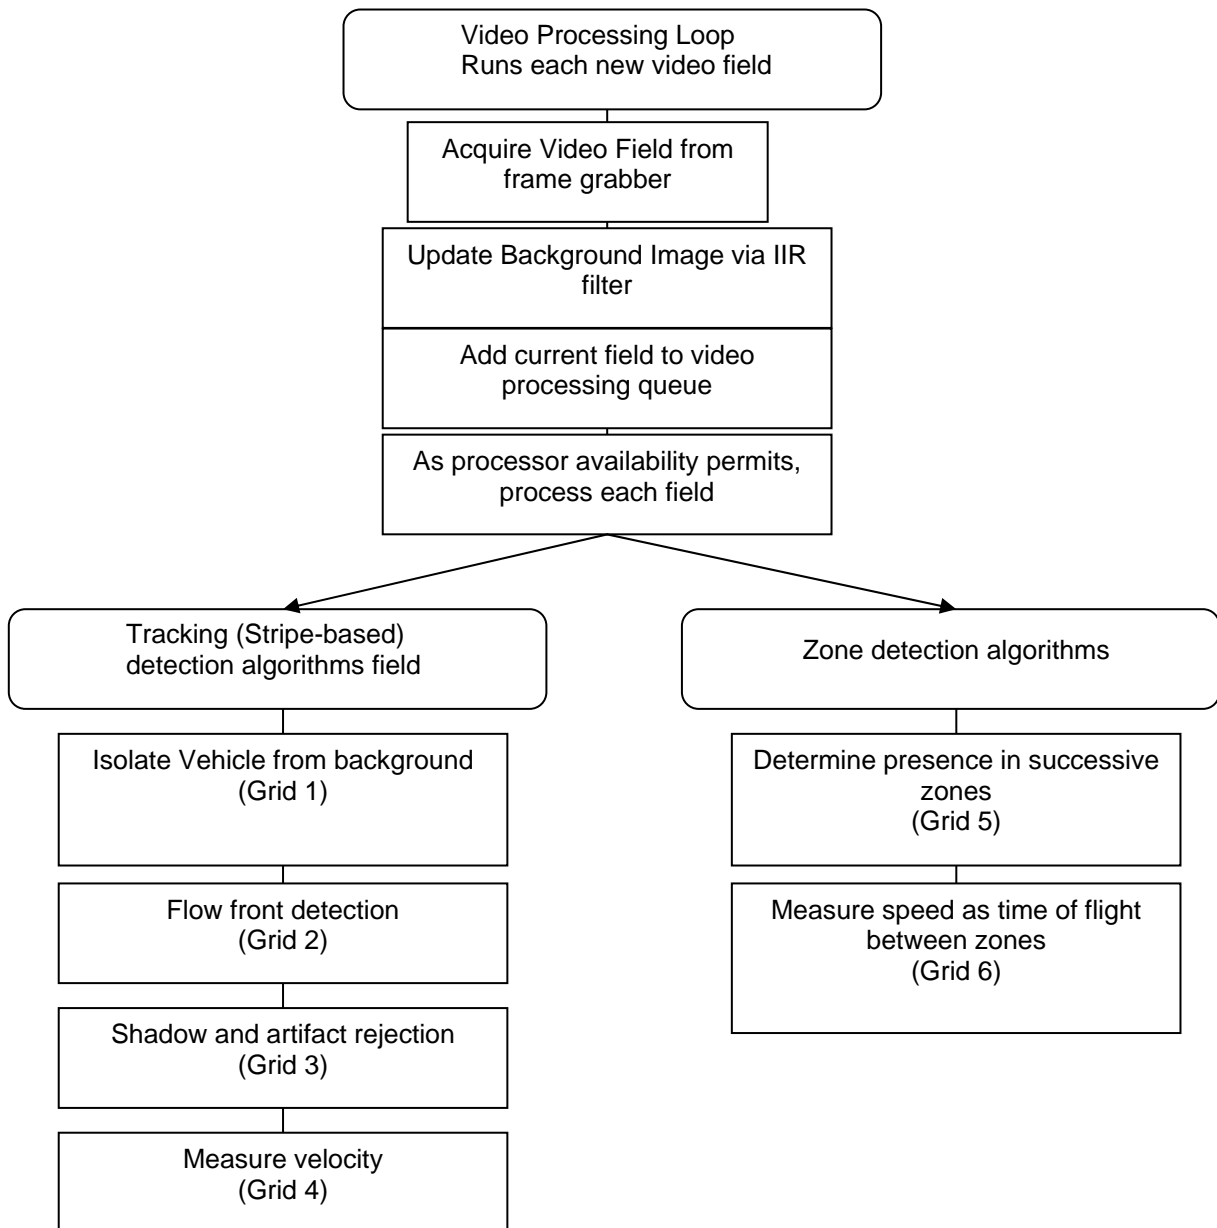 Video Processing Loop
Runs each new video field
Acquire Video Field from
frame grabber
Update Background Image via IIR
filter
Add current field to video
processing queue
As processor availability permits,
process each field
Tracking (Stripe-based)
detection algorithms field
Isolate Vehicle from background
(Grid 1)
Flow front detection
(Grid 2)
Shadow and artifact rejection
(Grid 3)
Measure velocity
(Grid 4)
Zone detection algorithms
Determine presence in successive
zones
(Grid 5)
Measure speed as time of flight
between zones
(Grid 6)